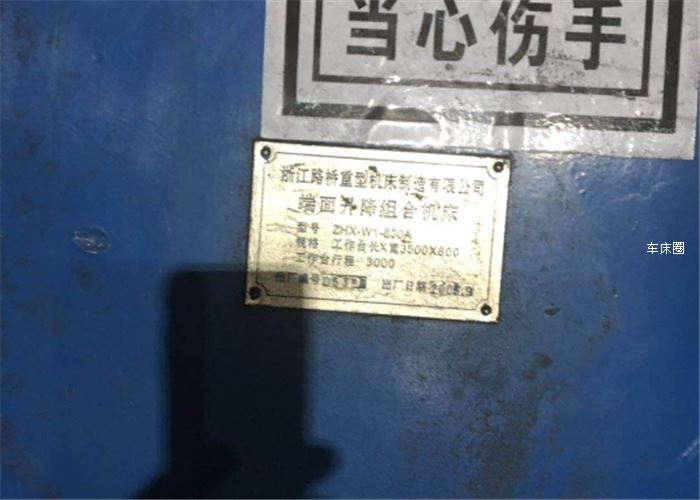 当心伤手
浙江路桥重型机床制造有限公司
端面升降组合机床
型号 ZHX-W1-800A
规格 工作台长X宽3500X800
工作台行程 3000
出厂编号 出厂日期
车床圈